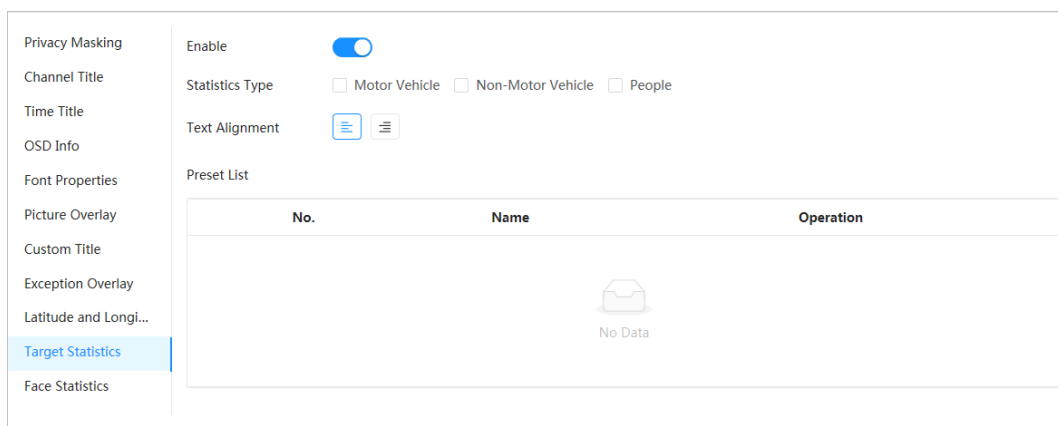 Privacy Masking
Channel Title
Time Title
OSD Info
Font Properties
Picture Overlay
Custom Title
Exception Overlay
Latitude and Longi...
Target Statistics
Face Statistics
Enable
Statistics Type Motor Vehicle Non-Motor Vehicle People
Text Alignment
Preset List
No. Name Operation
No Data